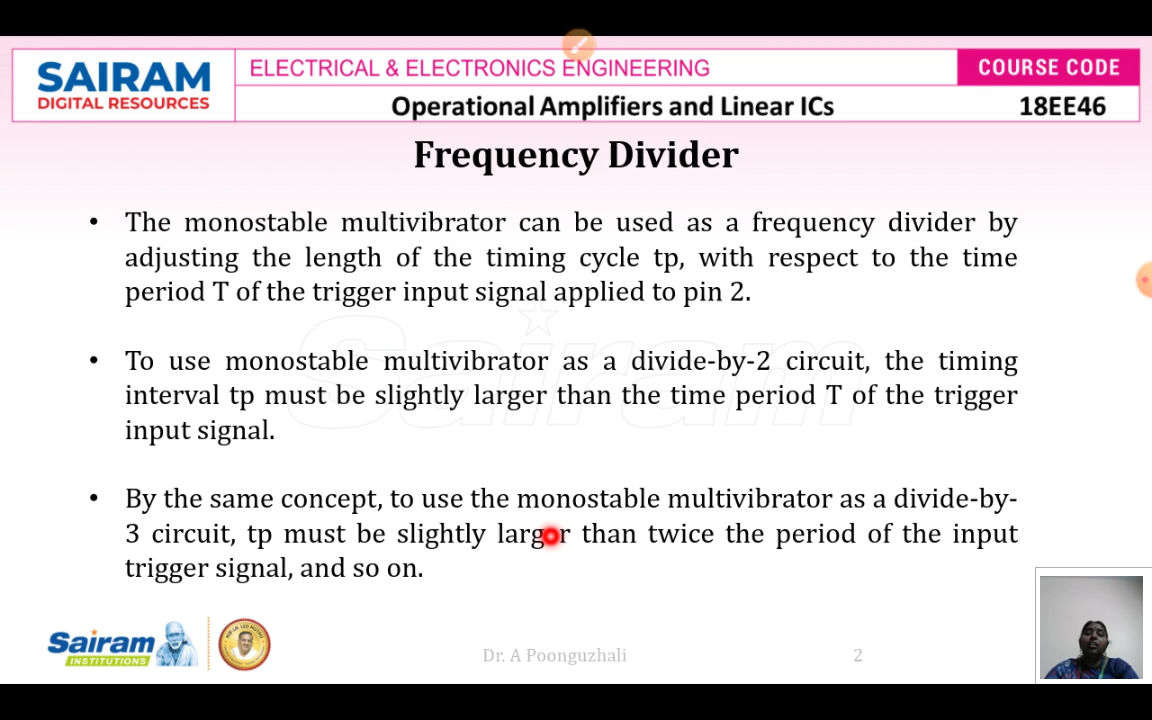 SAIRAM
DIGITAL RESOURCES
ELECTRICAL & ELECTRONICS ENGINEERING
COURSE CODE
Operational Amplifiers and Linear ICs
18EE46
Frequency Divider
• The monostable multivibrator can be used as a frequency divider by
adjusting the length of the timing cycle tp, with respect to the time
period T of the trigger input signal applied to pin 2.
• To use monostable multivibrator as a divide-by-2 circuit, the timing
interval tp must be slightly larger than the time period T of the trigger
input signal.
• By the same concept, to use the monostable multivibrator as a divide-by-
3 circuit, tp must be slightly larger than twice the period of the input
trigger signal, and so on.
Sairam
Sairam
INSTITUTIONS
Dr. A Poonguzhali
2